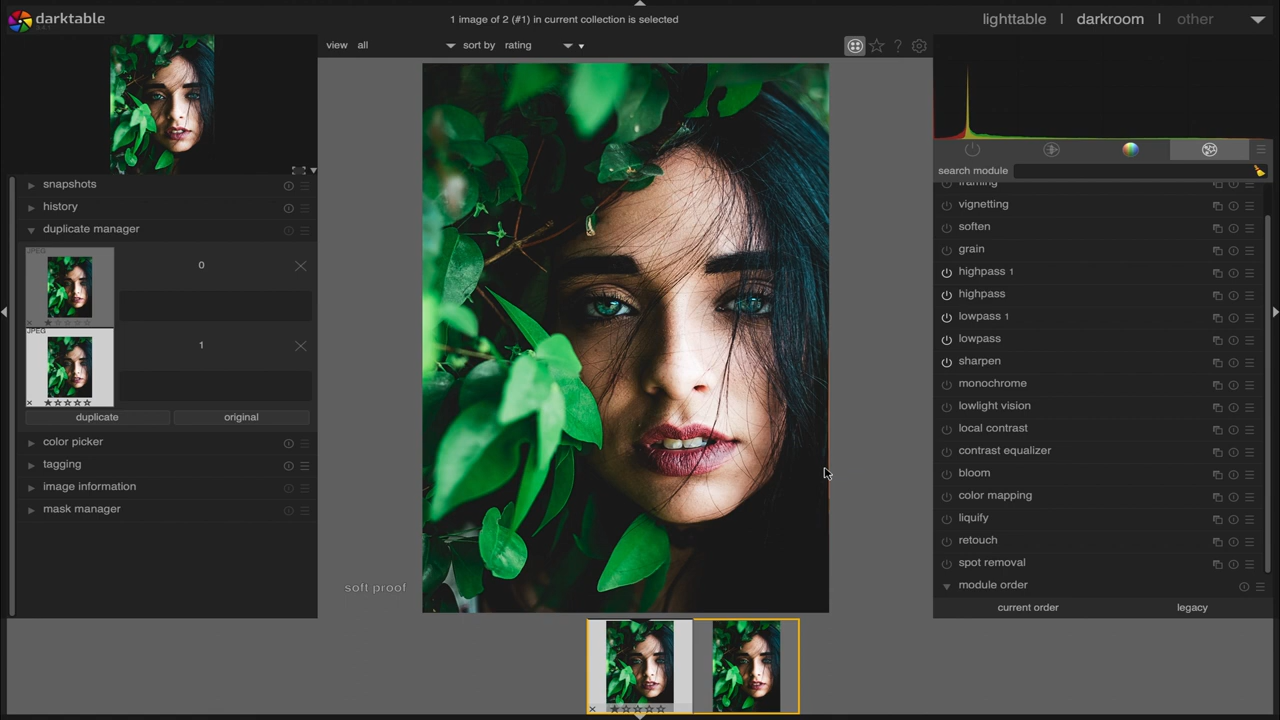 darktable
1 image of 2 (#1) in current collection is selected
lighttable | darkroom | other
view all sort by rating
search module
framing
snapshots
history
duplicate manager
JPEG
0
JPEG
1
duplicate original
color picker
tagging
image information
mask manager
soft proof
vignetting
soften
grain
highpass 1
highpass
lowpass 1
lowpass
sharpen
monochrome
lowlight vision
local contrast
contrast equalizer
bloom
color mapping
liquify
retouch
spot removal
module order
current order legacy